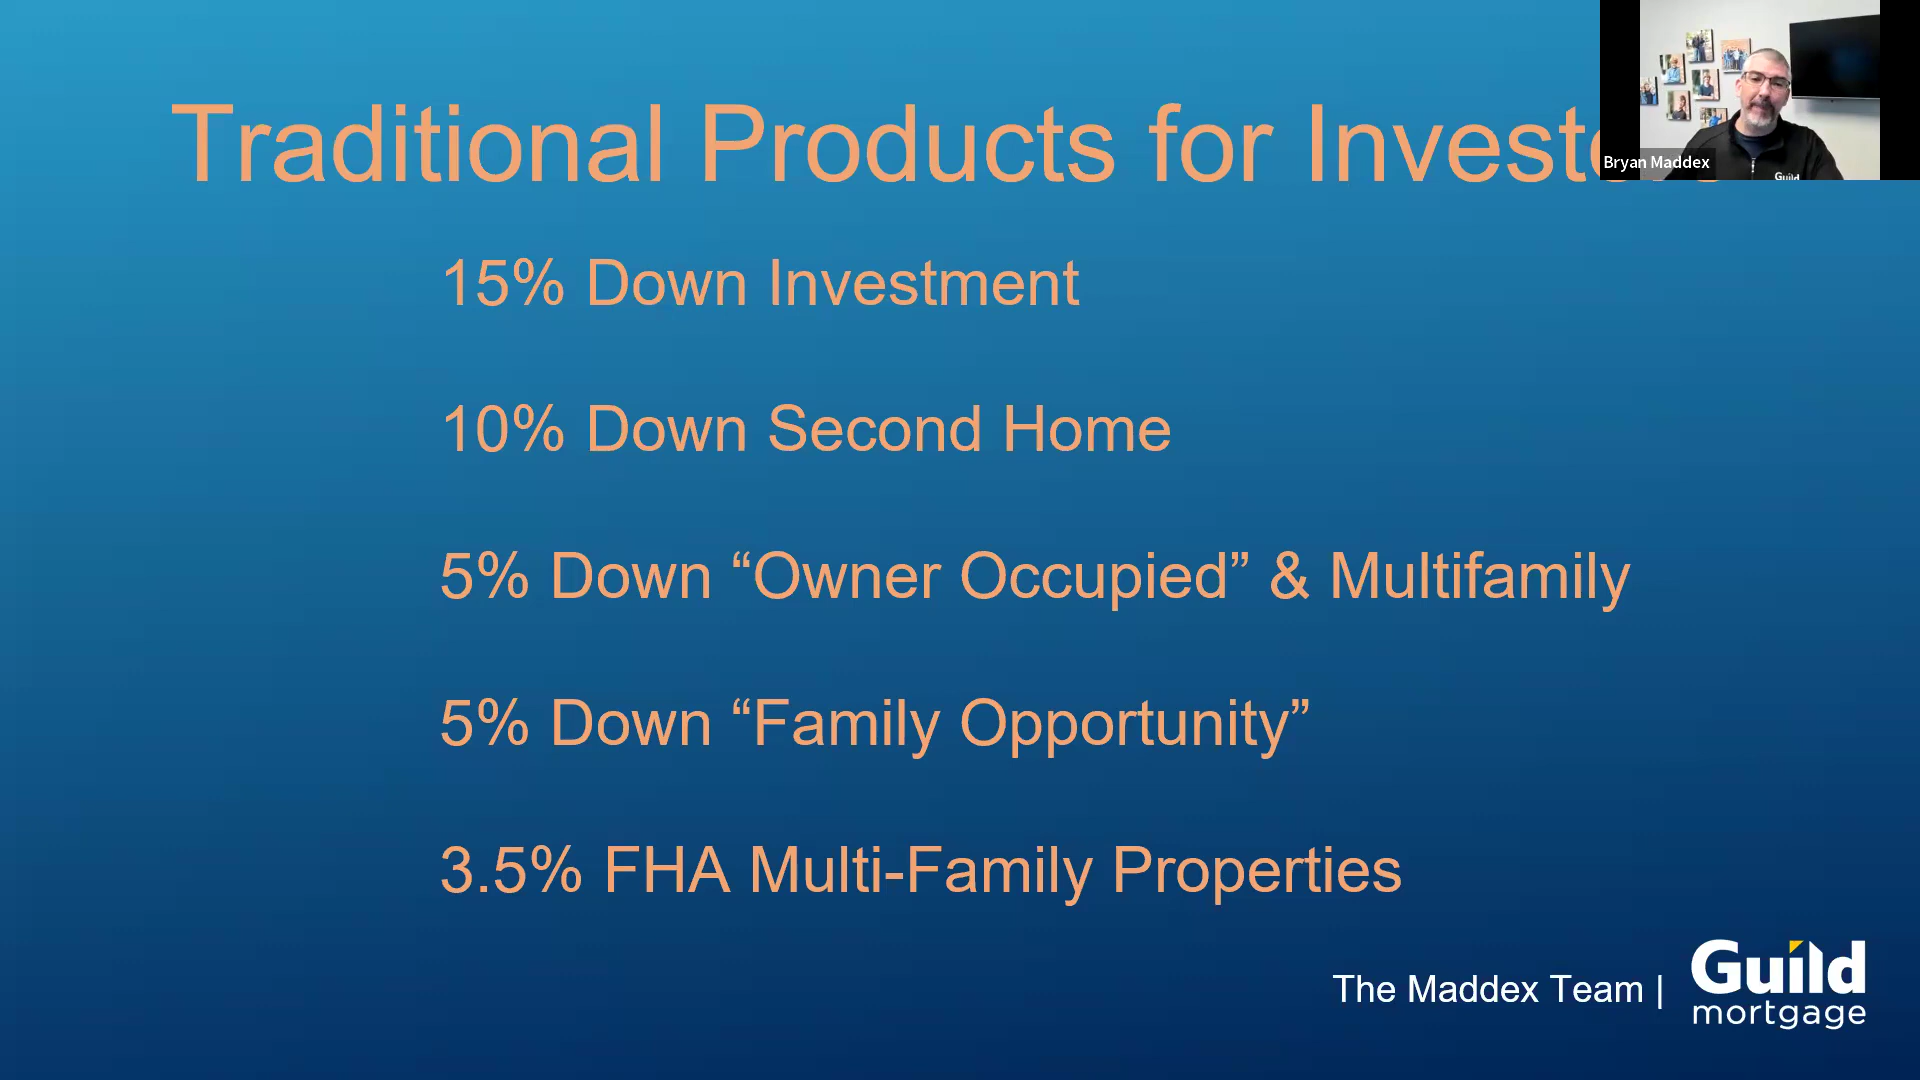 Traditional Products for Invest
Bryan Maddex
Guild
15% Down Investment
10% Down Second Home
5% Down “Owner Occupied” & Multifamily
5% Down “Family Opportunity”
3.5% FHA Multi-Family Properties
The Maddex Team |
Guild
mortgage